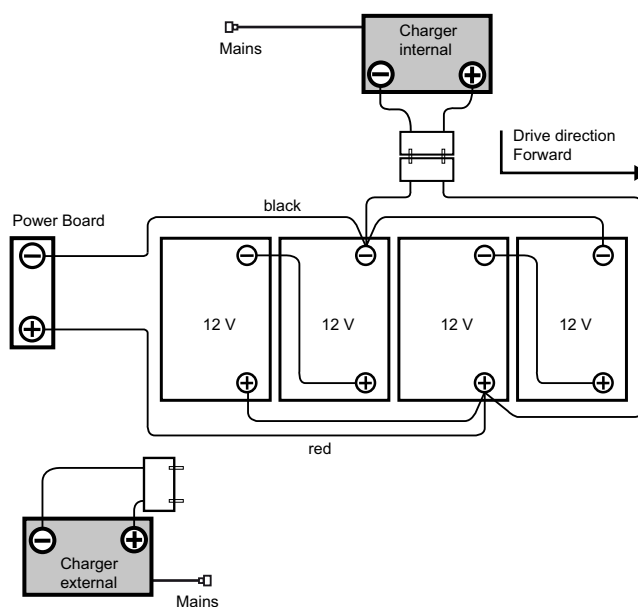 Charger
internal
Mains
Drive direction
Forward
black
Power Board
12 V
12 V
12 V
12 V
red
Charger
external
Mains